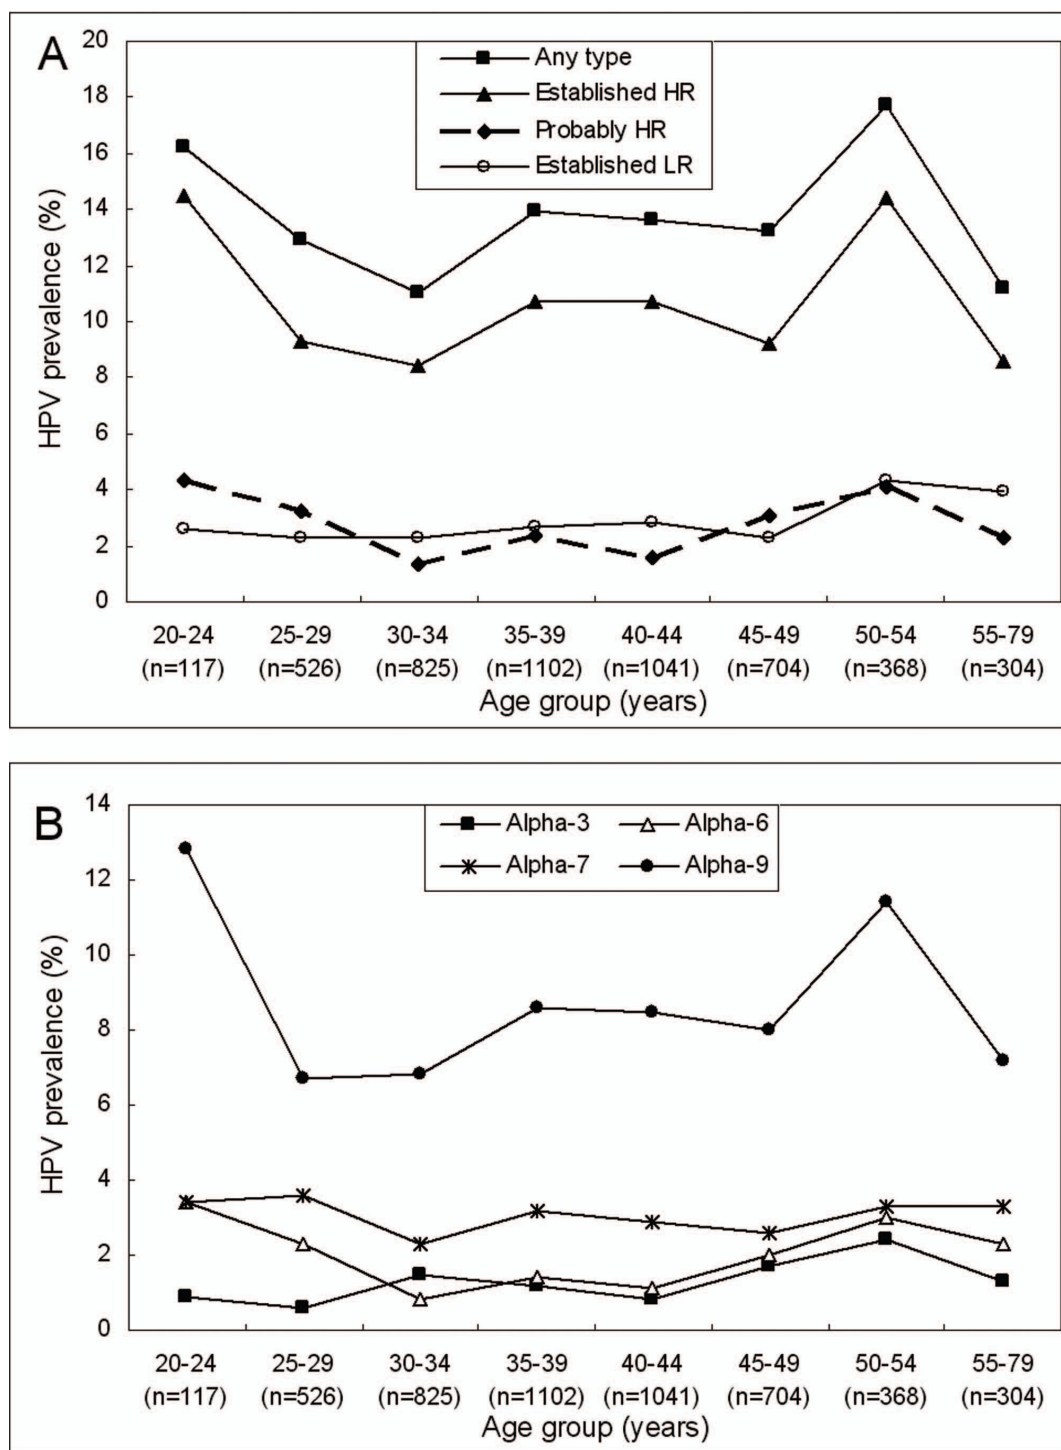 A
Any type
Established HR
Probably HR
Established LR
HPV prevalence (%)
20
18
16
14
12
10
8
6
4
2
0
20-24 25-29 30-34 35-39 40-44 45-49 50-54 55-79
(n=117) (n=526) (n=825) (n=1102) (n=1041) (n=704) (n=368) (n=304)
Age group (years)
B
Alpha-3 Alpha-6
Alpha-7 Alpha-9
HPV prevalence (%)
14
12
10
8
6
4
2
0
20-24 25-29 30-34 35-39 40-44 45-49 50-54 55-79
(n=117) (n=526) (n=825) (n=1102) (n=1041) (n=704) (n=368) (n=304)
Age group (years)